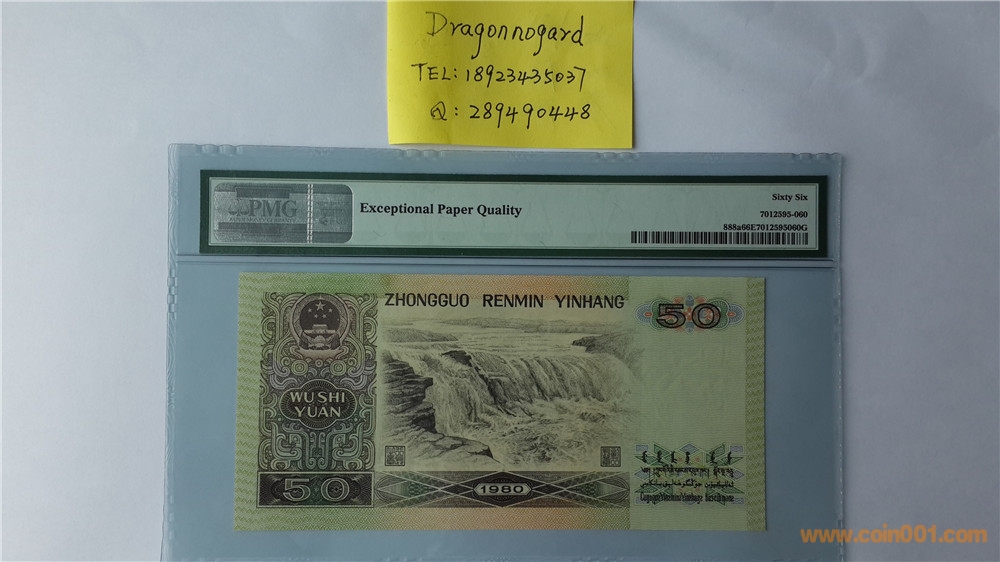 Dragonnogard
TEL: 18923435037
Q: 289490448
PMG
Exceptional Paper Quality
Sixty Six
7012595-060
888a66E7012595060G
ZHONGGUO RENMIN YINHANG
50
WU SHI
YUAN
50
1980
www.coin001.com